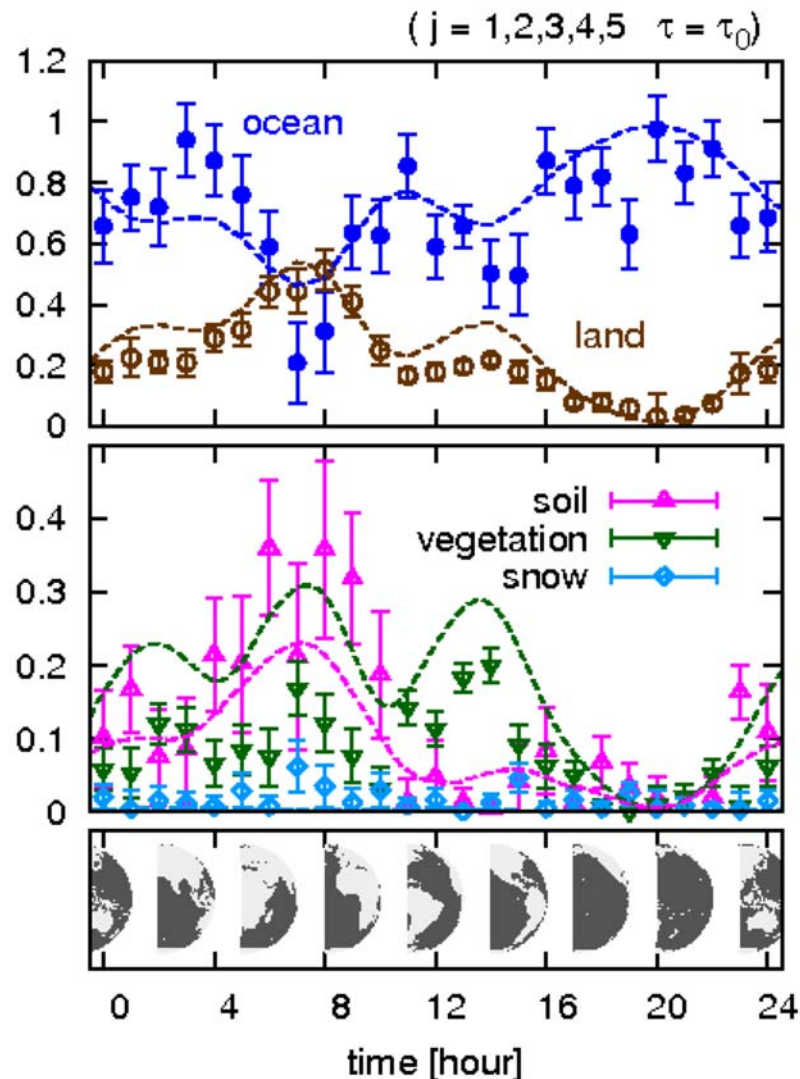 ( j = 1,2,3,4,5 τ = τ₀)
1.2
1
0.8
0.6
0.4
0.2
0
ocean
land
0.4
0.3
0.2
0.1
0
soil
vegetation
snow
0 4 8 12 16 20 24
time [hour]